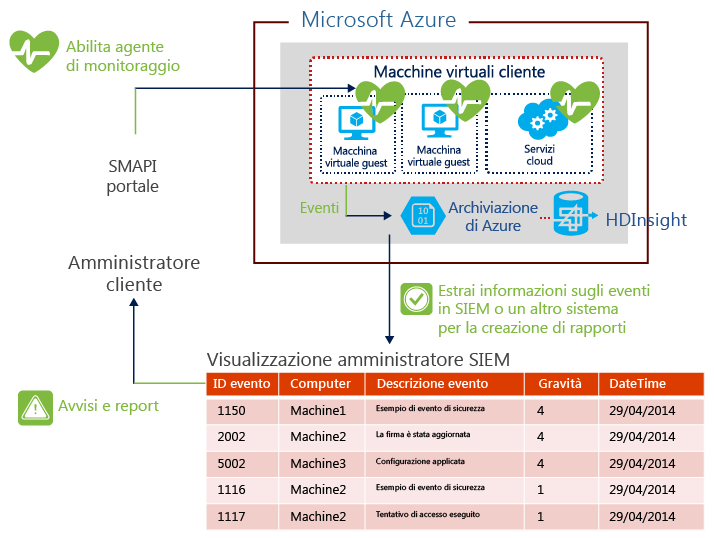 Microsoft Azure
Abilita agente
di monitoraggio
Macchine virtuali cliente
Macchina
virtuale guest
Macchina
virtuale guest
Servizi
cloud
SMAPI
portale
Eventi
10
01
Archiviazione
di Azure
HDInsight
Amministratore
cliente
Estrai informazioni sugli eventi
in SIEM o un altro sistema
per la creazione di rapporti
Visualizzazione amministratore SIEM
Avvisi e report
ID evento Computer Descrizione evento Gravità DateTime
1150 Machine1 Esempio di evento di sicurezza 4 29/04/2014
2002 Machine2 La firma è stata aggiornata 4 29/04/2014
5002 Machine3 Configurazione applicata 4 29/04/2014
1116 Machine2 Esempio di evento di sicurezza 1 29/04/2014
1117 Machine2 Tentativo di accesso eseguito 1 29/04/2014